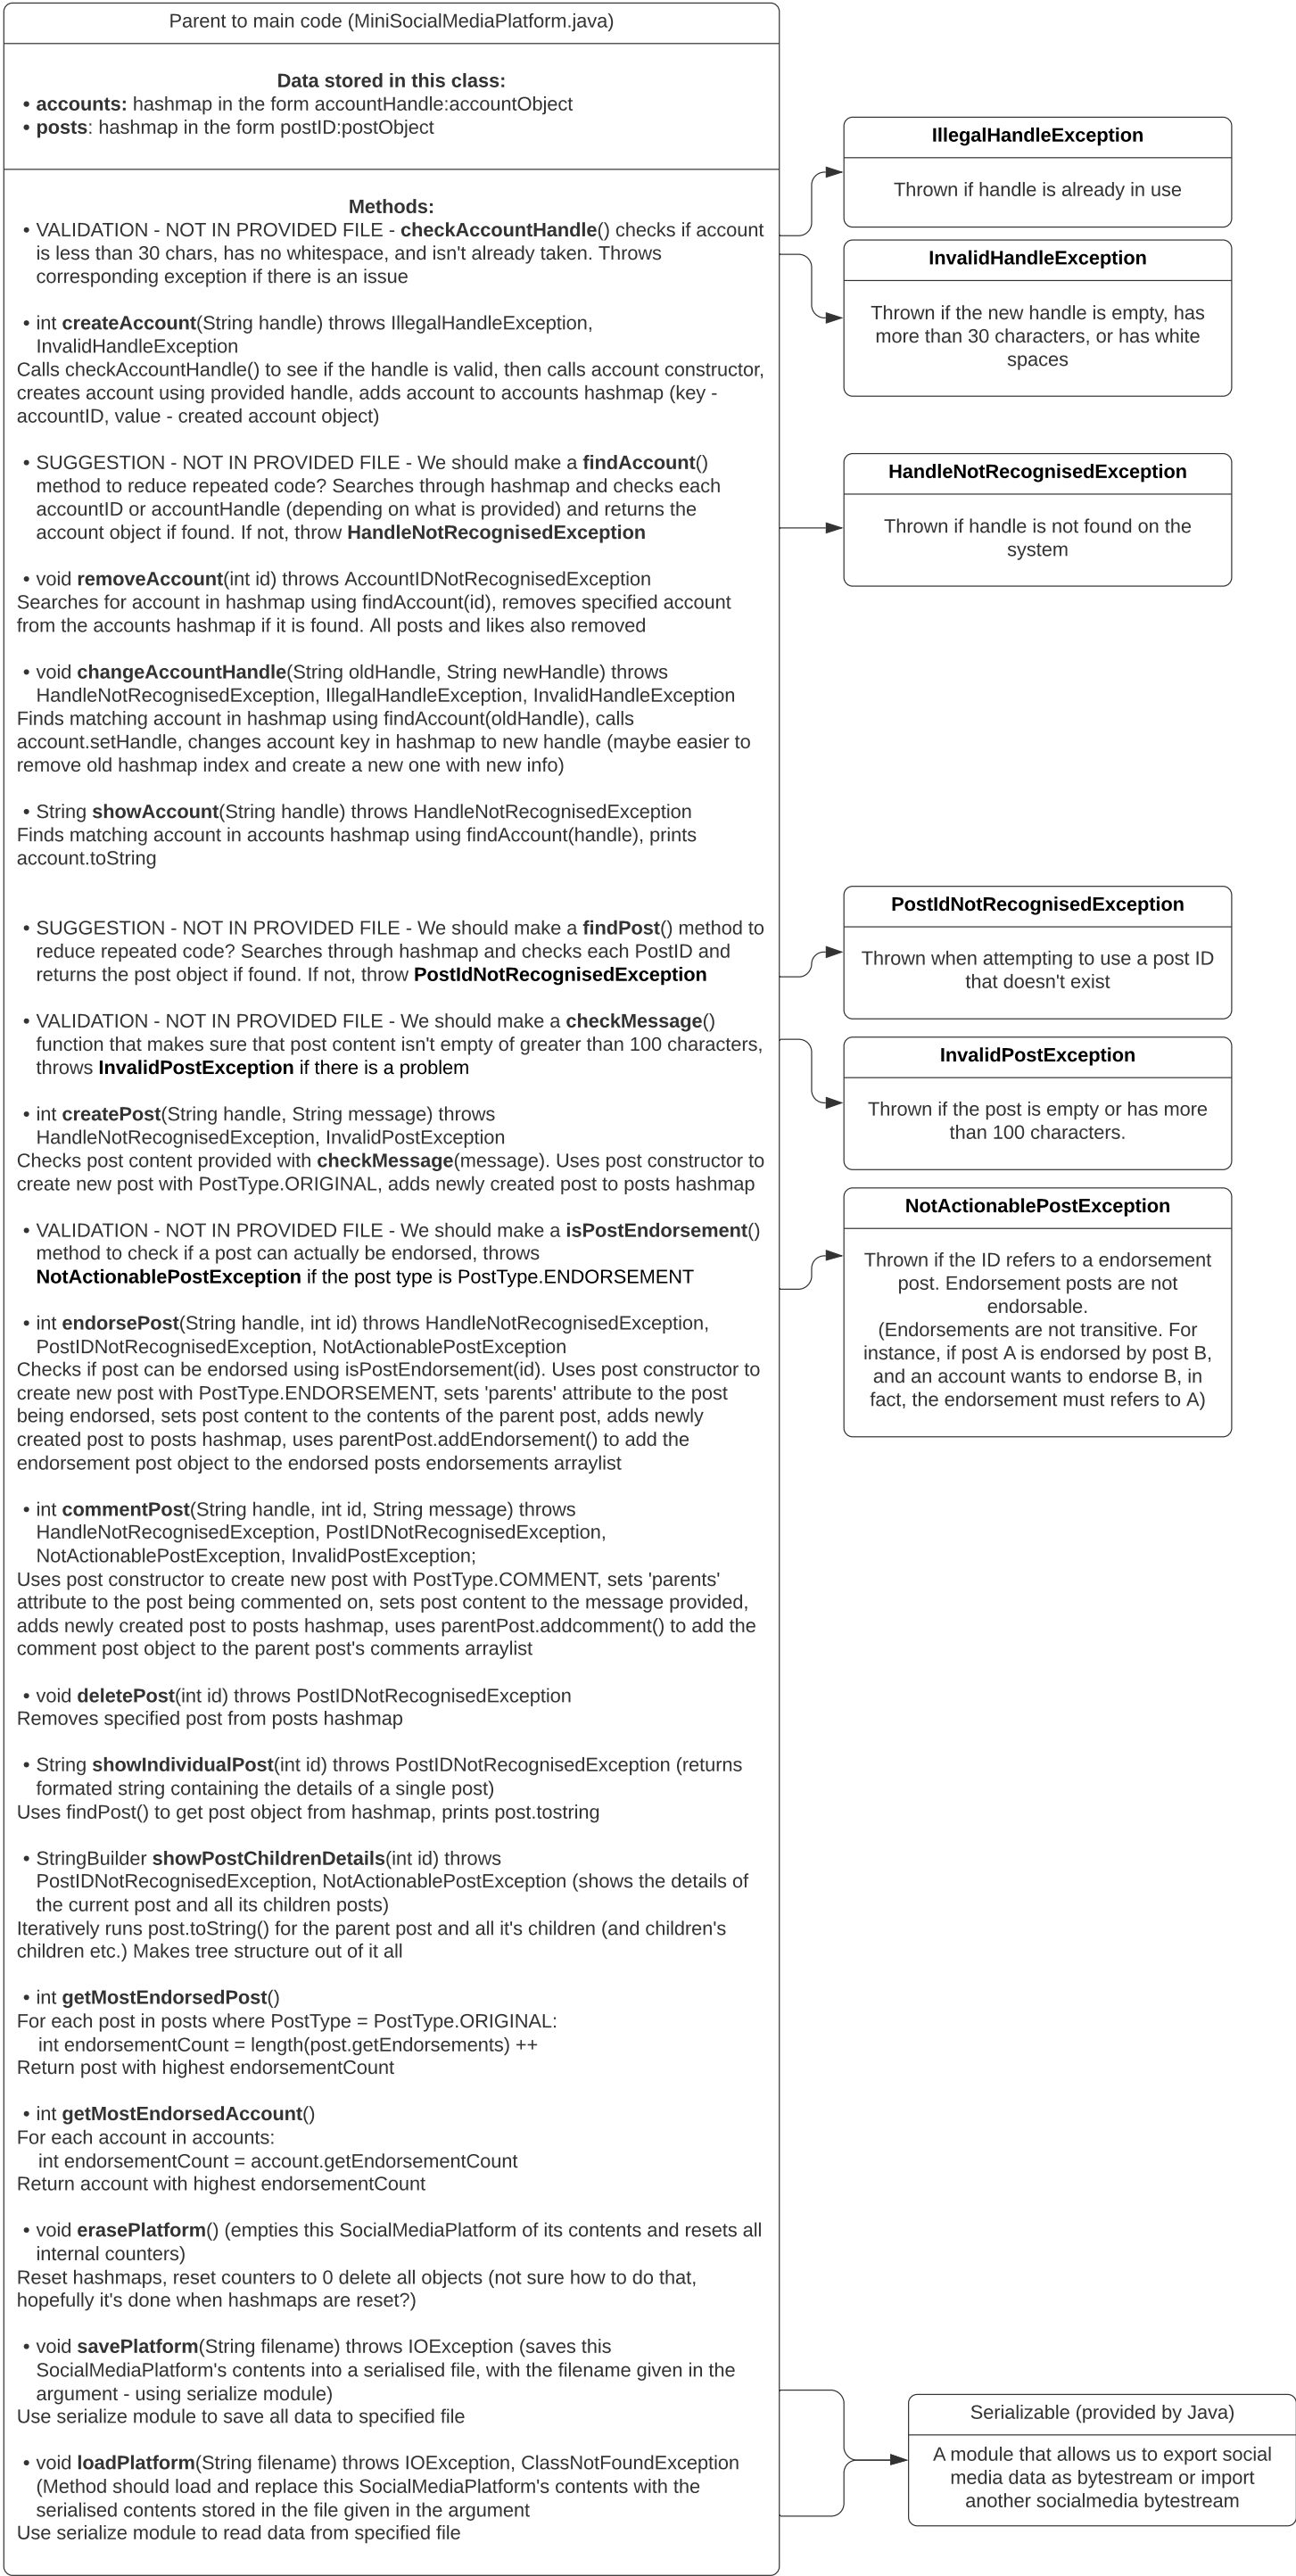 Parent to main code (MiniSocialMediaPlatform.java)
Data stored in this class:
• accounts: hashmap in the form accountHandle:accountObject
• posts: hashmap in the form postID:postObject
Methods:
• VALIDATION - NOT IN PROVIDED FILE - checkAccountHandle() checks if account
is less than 30 chars, has no whitespace, and isn't already taken. Throws
corresponding exception if there is an issue
• int createAccount(String handle) throws IllegalHandleException,
InvalidHandleException
Calls checkAccountHandle() to see if the handle is valid, then calls account constructor,
creates account using provided handle, adds account to accounts hashmap (key -
accountID, value - created account object)
• SUGGESTION - NOT IN PROVIDED FILE - We should make a findAccount()
method to reduce repeated code? Searches through hashmap and checks each
accountID or accountHandle (depending on what is provided) and returns the
account object if found. If not, throw HandleNotRecognisedException
• void removeAccount(int id) throws AccountIDNotRecognisedException
Searches for account in hashmap using findAccount(id), removes specified account
from the accounts hashmap if it is found. All posts and likes also removed
• void changeAccountHandle(String oldHandle, String newHandle) throws
HandleNotRecognisedException, IllegalHandleException, InvalidHandleException
Finds matching account in hashmap using findAccount(oldHandle), calls
account.setHandle, changes account key in hashmap to new handle (maybe easier to
remove old hashmap index and create a new one with new info)
• String showAccount(String handle) throws HandleNotRecognisedException
Finds matching account in accounts hashmap using findAccount(handle), prints
account.toString
• SUGGESTION - NOT IN PROVIDED FILE - We should make a findPost() method to
reduce repeated code? Searches through hashmap and checks each PostID and
returns the post object if found. If not, throw PostIdNotRecognisedException
• VALIDATION - NOT IN PROVIDED FILE - We should make a checkMessage()
function that makes sure that post content isn't empty of greater than 100 characters,
throws InvalidPostException if there is a problem
• int createPost(String handle, String message) throws
HandleNotRecognisedException, InvalidPostException
Checks post content provided with checkMessage(message). Uses post constructor to
create new post with PostType.ORIGINAL, adds newly created post to posts hashmap
• VALIDATION - NOT IN PROVIDED FILE - We should make a isPostEndorsement()
method to check if a post can actually be endorsed, throws
NotActionablePostException if the post type is PostType.ENDORSEMENT
• int endorsePost(String handle, int id) throws HandleNotRecognisedException,
PostIDNotRecognisedException, NotActionablePostException
Checks if post can be endorsed using isPostEndorsement(id). Uses post constructor to
create new post with PostType.ENDORSEMENT, sets 'parents' attribute to the post
being endorsed, sets post content to the contents of the parent post, adds newly
created post to posts hashmap, uses parentPost.addEndorsement() to add the
endorsement post object to the endorsed posts endorsements arraylist
• int commentPost(String handle, int id, String message) throws
HandleNotRecognisedException, PostIDNotRecognisedException,
NotActionablePostException, InvalidPostException;
Uses post constructor to create new post with PostType.COMMENT, sets 'parents'
attribute to the post being commented on, sets post content to the message provided,
adds newly created post to posts hashmap, uses parentPost.addcomment() to add the
comment post object to the parent post's comments arraylist
• void deletePost(int id) throws PostIDNotRecognisedException
Removes specified post from posts hashmap
• String showIndividualPost(int id) throws PostIDNotRecognisedException (returns
formated string containing the details of a single post)
Uses findPost() to get post object from hashmap, prints post.tostring
• StringBuilder showPostChildrenDetails(int id) throws
PostIDNotRecognisedException, NotActionablePostException (shows the details of
the current post and all its children posts)
Iteratively runs post.toString() for the parent post and all it's children (and children's
children etc.) Makes tree structure out of it all
• int getMostEndorsedPost()
For each post in posts where PostType = PostType.ORIGINAL:
int endorsementCount = length(post.getEndorsements) ++
Return post with highest endorsementCount
• int getMostEndorsedAccount()
For each account in accounts:
int endorsementCount = account.getEndorsementCount
Return account with highest endorsementCount
• void erasePlatform() (empties this SocialMediaPlatform of its contents and resets all
internal counters)
Reset hashmaps, reset counters to 0 delete all objects (not sure how to do that,
hopefully it's done when hashmaps are reset?)
• void savePlatform(String filename) throws IOException (saves this
SocialMediaPlatform's contents into a serialised file, with the filename given in the
argument - using serialize module)
Use serialize module to save all data to specified file
• void loadPlatform(String filename) throws IOException, ClassNotFoundException
(Method should load and replace this SocialMediaPlatform's contents with the
serialised contents stored in the file given in the argument
Use serialize module to read data from specified file
IllegalHandleException
Thrown if handle is already in use
InvalidHandleException
Thrown if the new handle is empty, has
more than 30 characters, or has white
spaces
HandleNotRecognisedException
Thrown if handle is not found on the
system
PostIdNotRecognisedException
Thrown when attempting to use a post ID
that doesn't exist
InvalidPostException
Thrown if the post is empty or has more
than 100 characters.
NotActionablePostException
Thrown if the ID refers to a endorsement
post. Endorsement posts are not
endorsable.
(Endorsements are not transitive. For
instance, if post A is endorsed by post B,
and an account wants to endorse B, in
fact, the endorsement must refers to A)
Serializable (provided by Java)
A module that allows us to export social
media data as bytestream or import
another socialmedia bytestream